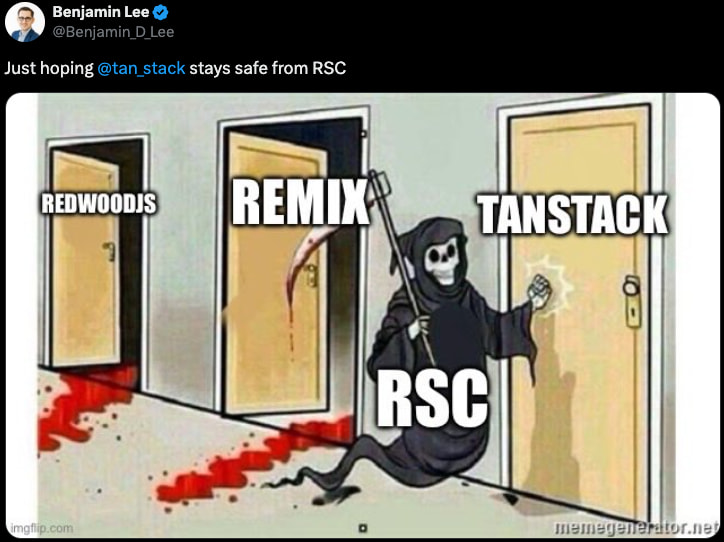 Benjamin Lee
@Benjamin_D_Lee
Just hoping @tan_stack stays safe from RSC
REDWOODJS
REMIX
TANSTACK
RSC
imgflip.com
memegenerator.net